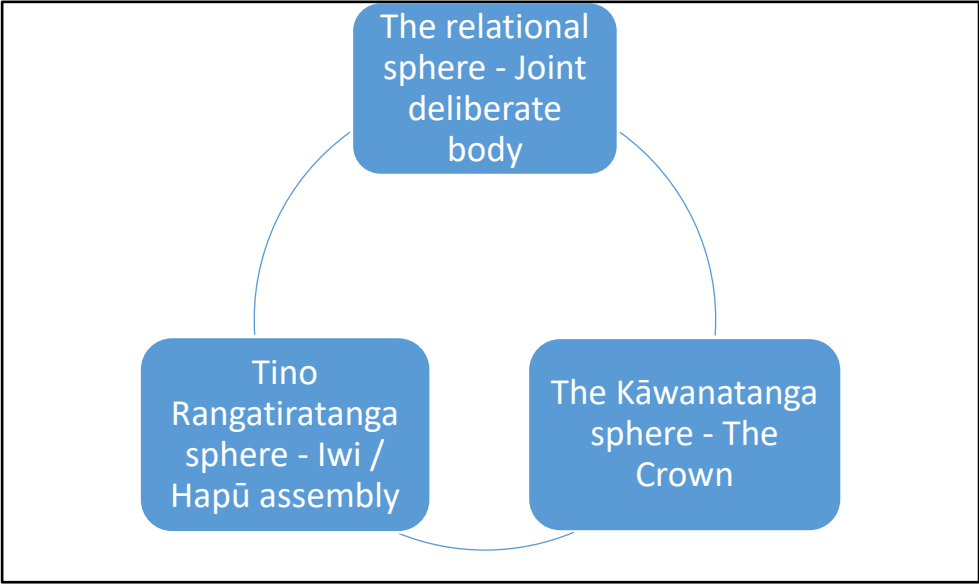 The relational
sphere - Joint
deliberate
body
Tino
Rangatiratanga
sphere - Iwi /
Hapū assembly
The Kāwanatanga
sphere - The
Crown